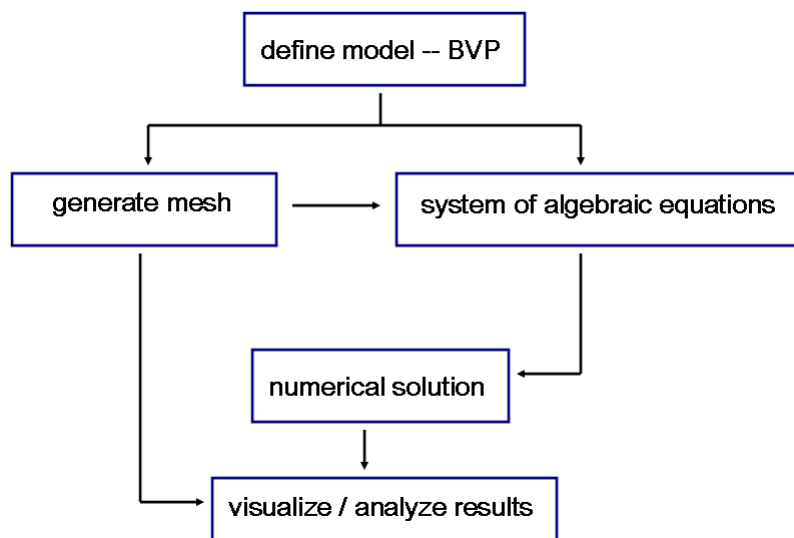 define model -- BVP
generate mesh
system of algebraic equations
numerical solution
visualize / analyze results